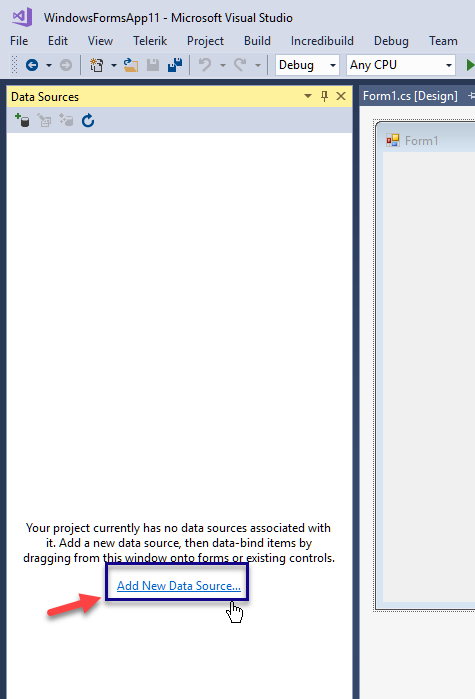 WindowsFormsApp11 - Microsoft Visual Studio
File Edit View Telerik Project Build Incredibuild Debug Team
Debug Any CPU
Data Sources
Form1.cs [Design]
Form1
Your project currently has no data sources associated with
it. Add a new data source, then data-bind items by
dragging from this window onto forms or existing controls.
Add New Data Source...